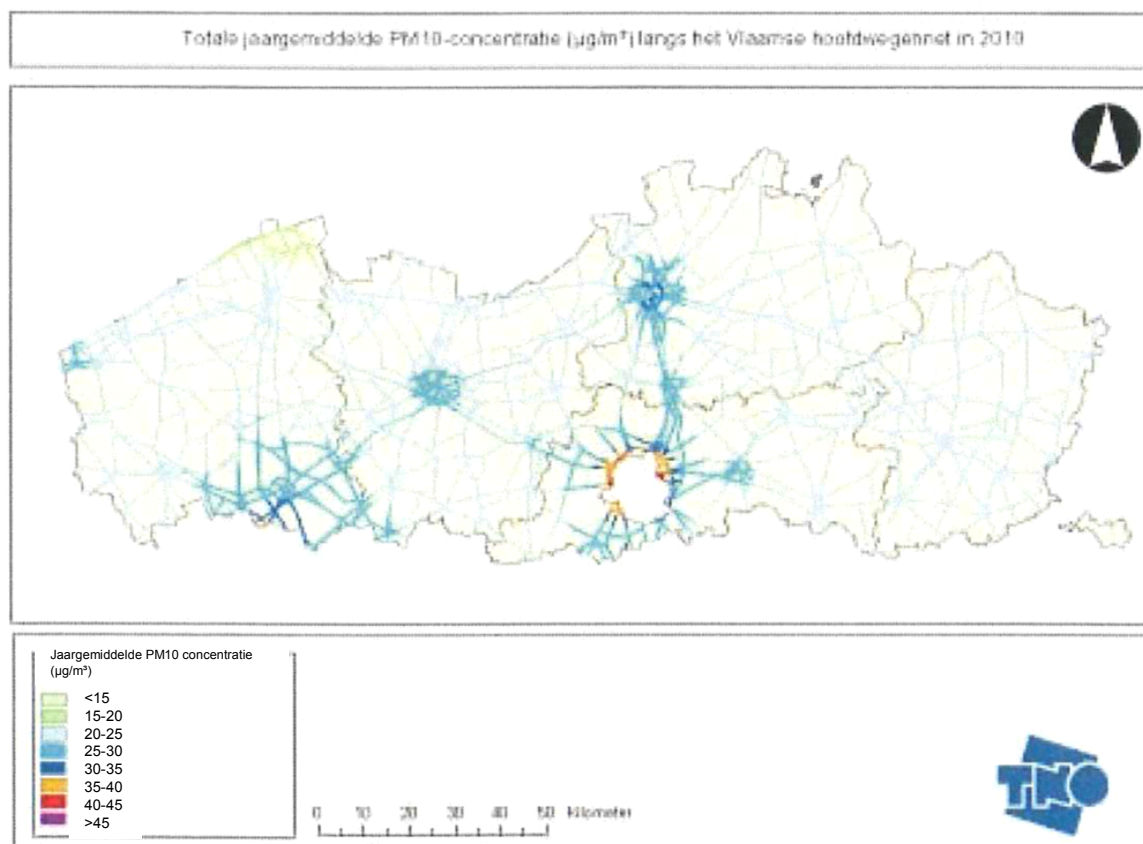 Totale jaargemiddelde PM10-concentratie (µg/m³) langs het Vlaamse hoofdwegennet in 2010
Jaargemiddelde PM10 concentratie
(µg/m³)
<15
15-20
20-25
25-30
30-35
35-40
40-45
>45
0 10 20 30 40 50 Kilometer
TNO